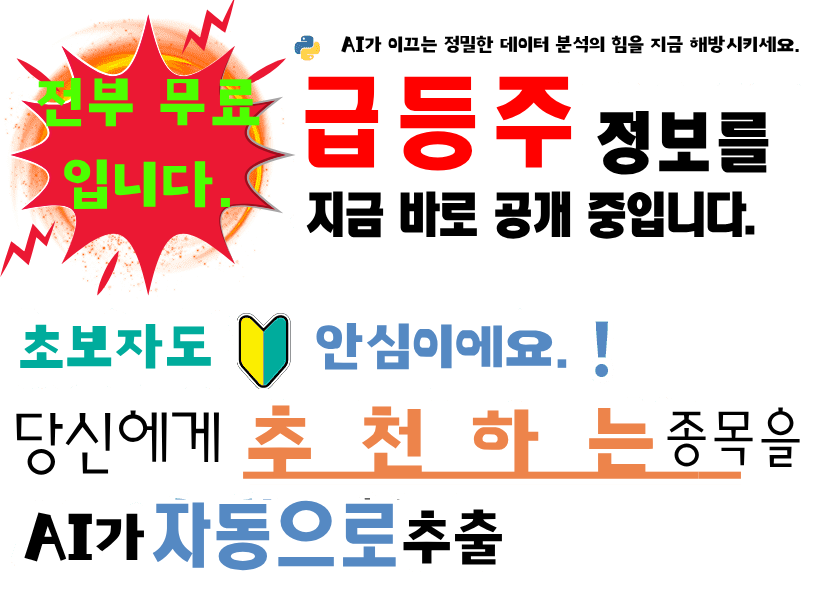 AI가 이끄는 정밀한 데이터 분석의 힘을 지금 해방시키세요.
전부 무료
입니다.
급등주 정보를
지금 바로 공개 중입니다.
초보자도 안심이에요. !
당신에게 추천하는 종목을
AI가 자동으로 추출